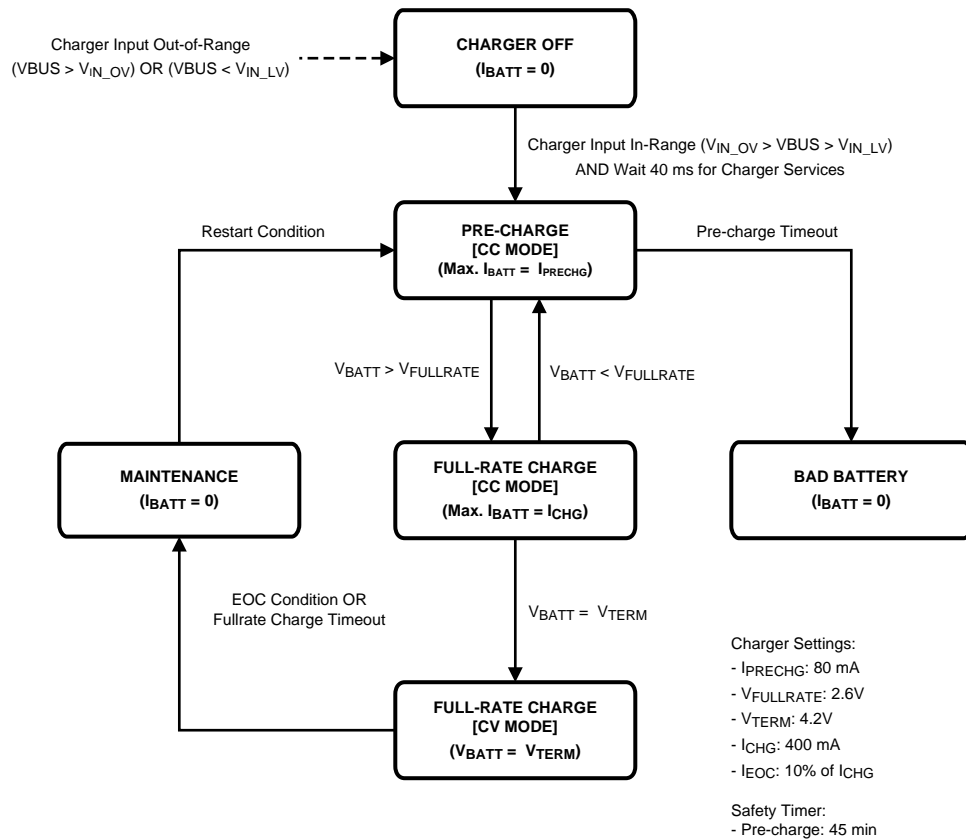 Charger Input Out-of-Range
(VBUS > VIN_OV) OR (VBUS < VIN_LV)
CHARGER OFF
(IBATT = 0)
Charger Input In-Range (VIN_OV > VBUS > VIN_LV)
AND Wait 40 ms for Charger Services
Restart Condition
PRE-CHARGE
[CC MODE]
(Max. IBATT = IPRECHG)
Pre-charge Timeout
VBATT > VFULLRATE
VBATT < VFULLRATE
MAINTENANCE
(IBATT = 0)
FULL-RATE CHARGE
[CC MODE]
(Max. IBATT = ICHG)
BAD BATTERY
(IBATT = 0)
EOC Condition OR
Fullrate Charge Timeout
VBATT = VTERM
FULL-RATE CHARGE
[CV MODE]
(VBATT = VTERM)
Charger Settings:
- IPRECHG: 80 mA
- VFULLRATE: 2.6V
- VTERM: 4.2V
- ICHG: 400 mA
- IEOC: 10% of ICHG
Safety Timer:
- Pre-charge: 45 min